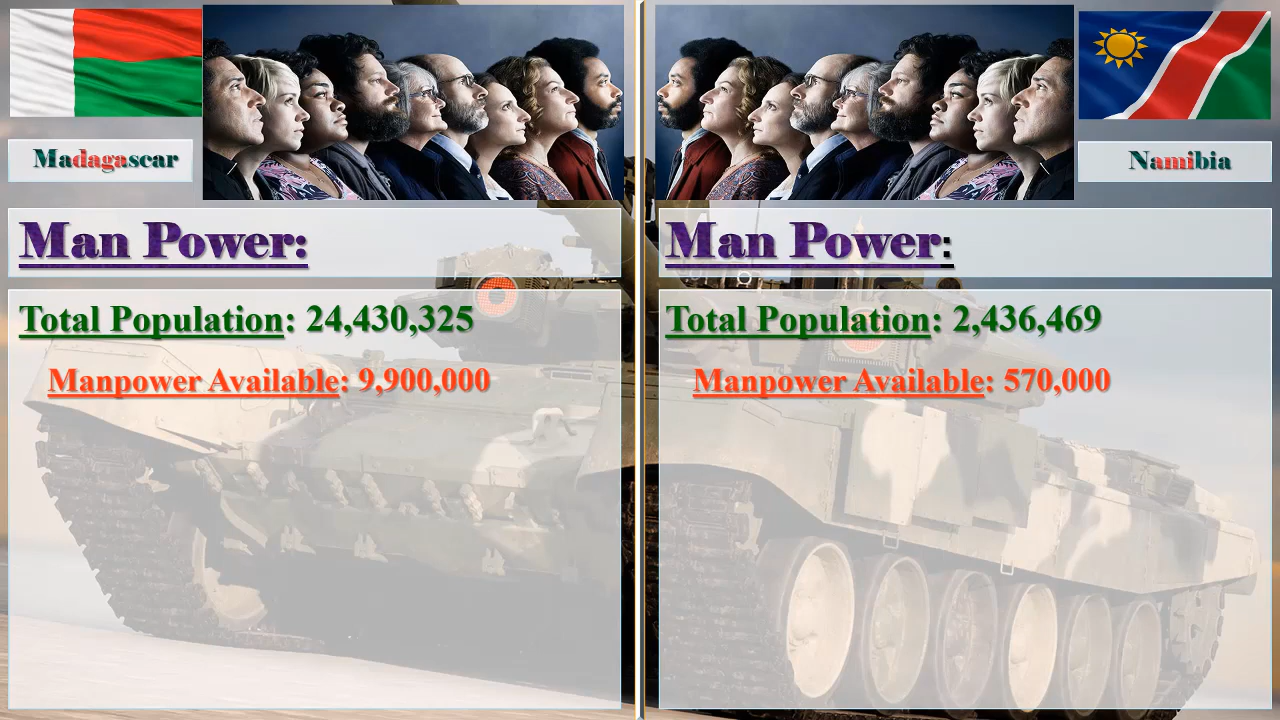 Madagascar
Namibia
Man Power:
Man Power:
Total Population: 24,430,325
Manpower Available: 9,900,000
Total Population: 2,436,469
Manpower Available: 570,000